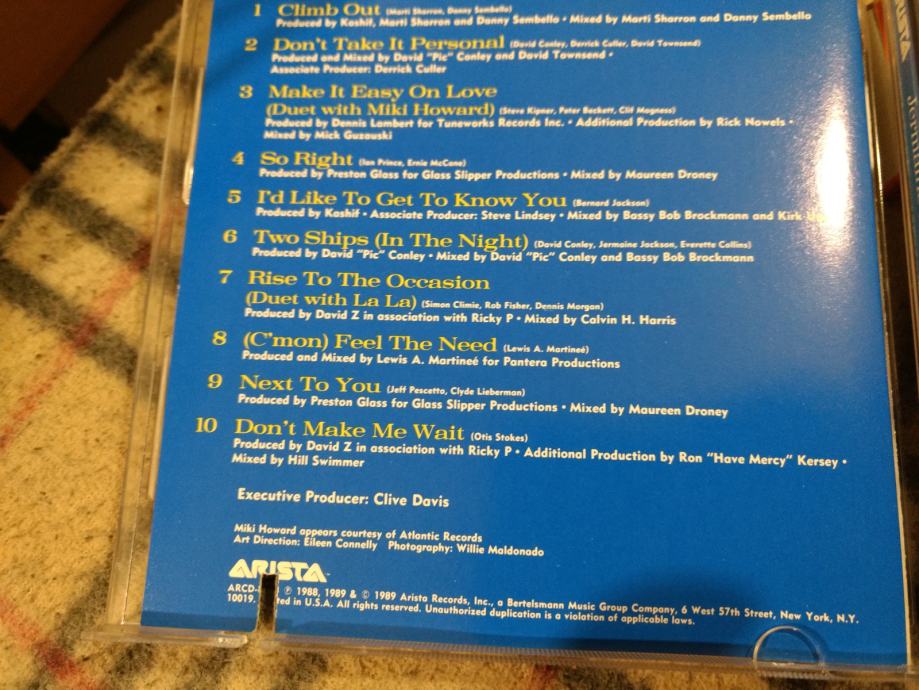 1 Climb Out (Marti Sharron, Danny Sembello)
Produced by Kashif, Marti Sharron and Danny Sembello • Mixed by Marti Sharron and Danny Sembello
2 Don't Take It Personal (David Conley, Derrick Culler, David Townsend)
Produced and Mixed by David "Pic" Conley and David Townsend •
Associate Producer: Derrick Culler
3 Make It Easy On Love
(Duet with Miki Howard) (Steve Kipner, Peter Beckett, Clif Magness)
Produced by Dennis Lambert for Tuneworks Records Inc. • Additional Production by Rick Nowels •
Mixed by Mick Guzauski
4 So Right (Ian Prince, Ernie McCone)
Produced by Preston Glass for Glass Slipper Productions • Mixed by Maureen Droney
5 I'd Like To Get To Know You (Bernard Jackson)
Produced by Kashif • Associate Producer: Steve Lindsey • Mixed by Bassy Bob Brockmann and Kirk
6 Two Ships (In The Night) (David Conley, Jermaine Jackson, Everette Collins)
Produced by David "Pic" Conley • Mixed by David "Pic" Conley and Bassy Bob Brockmann
7 Rise To The Occasion
(Duet with La La) (Simon Climie, Rob Fisher, Dennis Morgan)
Produced by David Z in association with Ricky P • Mixed by Calvin H. Harris
8 (C'mon) Feel The Need (Lewis A. Martineé)
Produced and Mixed by Lewis A. Martineé for Pantera Productions
9 Next To You (Jeff Pescetto, Clyde Lieberman)
Produced by Preston Glass for Glass Slipper Productions • Mixed by Maureen Droney
10 Don't Make Me Wait (Otis Stokes)
Produced by David Z in association with Ricky P • Additional Production by Ron "Have Mercy" Kersey •
Mixed by Hill Swimmer
Executive Producer: Clive Davis
Miki Howard appears courtesy of Atlantic Records
Art Direction: Eileen Connelly Photography: Willie Maldonado
ARISTA
ARCD- ℗ 1988, 1989 & © 1989 Arista Records, Inc., a Bertelsmann Music Group Company, 6 West 57th Street, New York, N.Y.
10019. ted in U.S.A. All rights reserved. Unauthorized duplication is a violation of applicable laws.